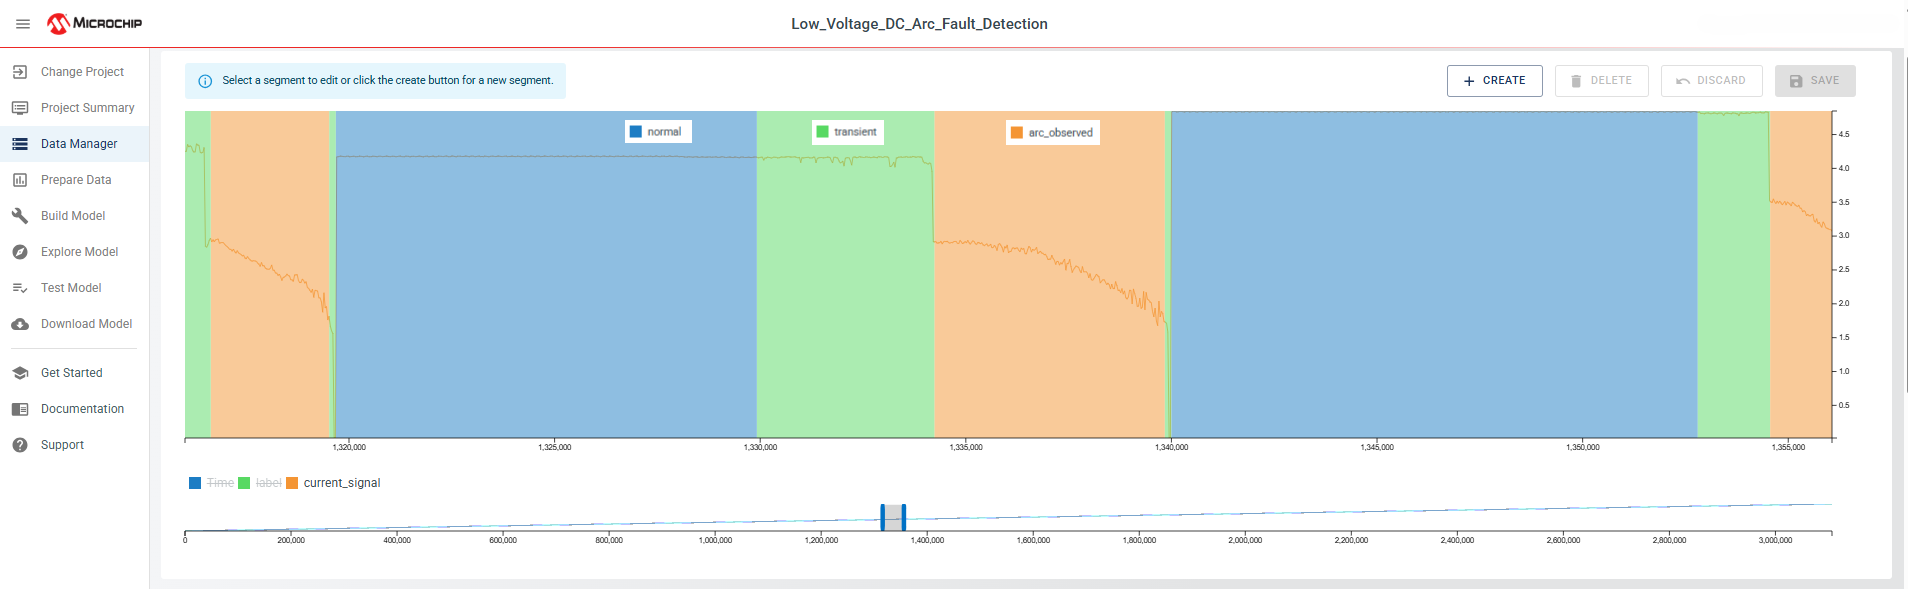 MICROCHIP
Low_Voltage_DC_Arc_Fault_Detection
Change Project
Project Summary
Data Manager
Prepare Data
Build Model
Explore Model
Test Model
Download Model
Get Started
Documentation
Support
Select a segment to edit or click the create button for a new segment.
CREATE
DELETE
DISCARD
SAVE
normal
transient
arc_observed
4.5
4.0
3.5
3.0
2.5
2.0
1.5
1.0
0.5
1,320,000 1,325,000 1,330,000 1,335,000 1,340,000 1,345,000 1,350,000 1,355,000
Time label current_signal
0 200,000 400,000 600,000 800,000 1,000,000 1,200,000 1,400,000 1,600,000 1,800,000 2,000,000 2,200,000 2,400,000 2,600,000 2,800,000 3,000,000